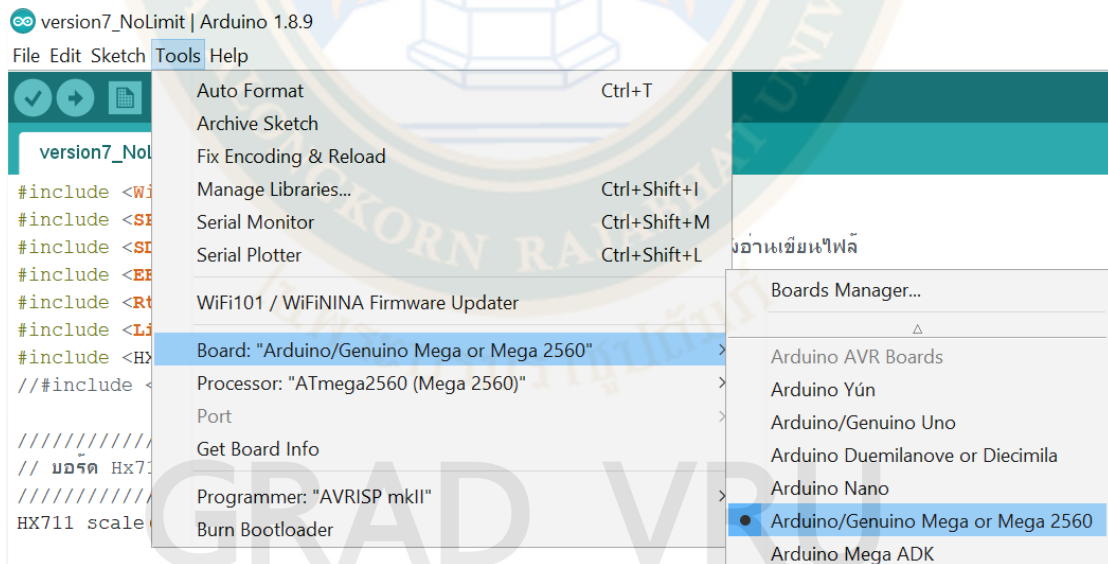 version7_NoLimit | Arduino 1.8.9
File Edit Sketch Tools Help
Auto Format Ctrl+T
Archive Sketch
version7_NoL
Fix Encoding & Reload
#include <Wi
Manage Libraries... Ctrl+Shift+I
#include <SP
Serial Monitor Ctrl+Shift+M
#include <SD
Serial Plotter Ctrl+Shift+L
งอ่านเขียนไฟล์
#include <EE
#include <Rt
WiFi101 / WiFiNINA Firmware Updater
Boards Manager...
#include <Li
Board: "Arduino/Genuino Mega or Mega 2560"
#include <HX
Arduino AVR Boards
//#include <
Processor: "ATmega2560 (Mega 2560)"
Arduino Yún
Port
Arduino/Genuino Uno
////////////
Get Board Info
// บอร์ด Hx71
Arduino Duemilanove or Diecimila
////////////
Programmer: "AVRISP mkII"
Arduino Nano
HX711 scale(
Burn Bootloader
Arduino/Genuino Mega or Mega 2560
Arduino Mega ADK
GRAD VRU